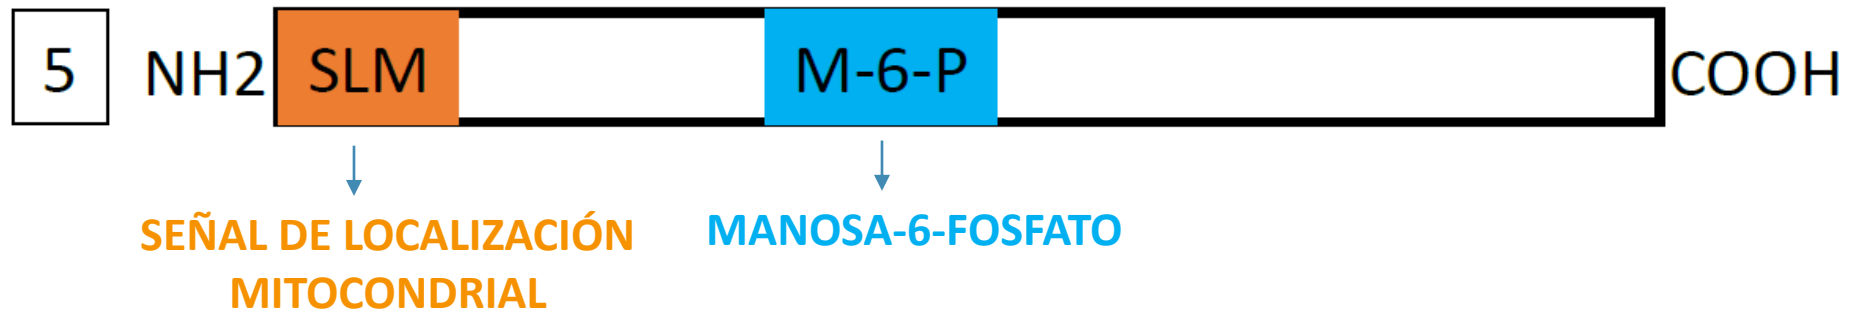 5 NH2 SLM M-6-P COOH
SEÑAL DE LOCALIZACIÓN
MITOCONDRIAL
MANOSA-6-FOSFATO